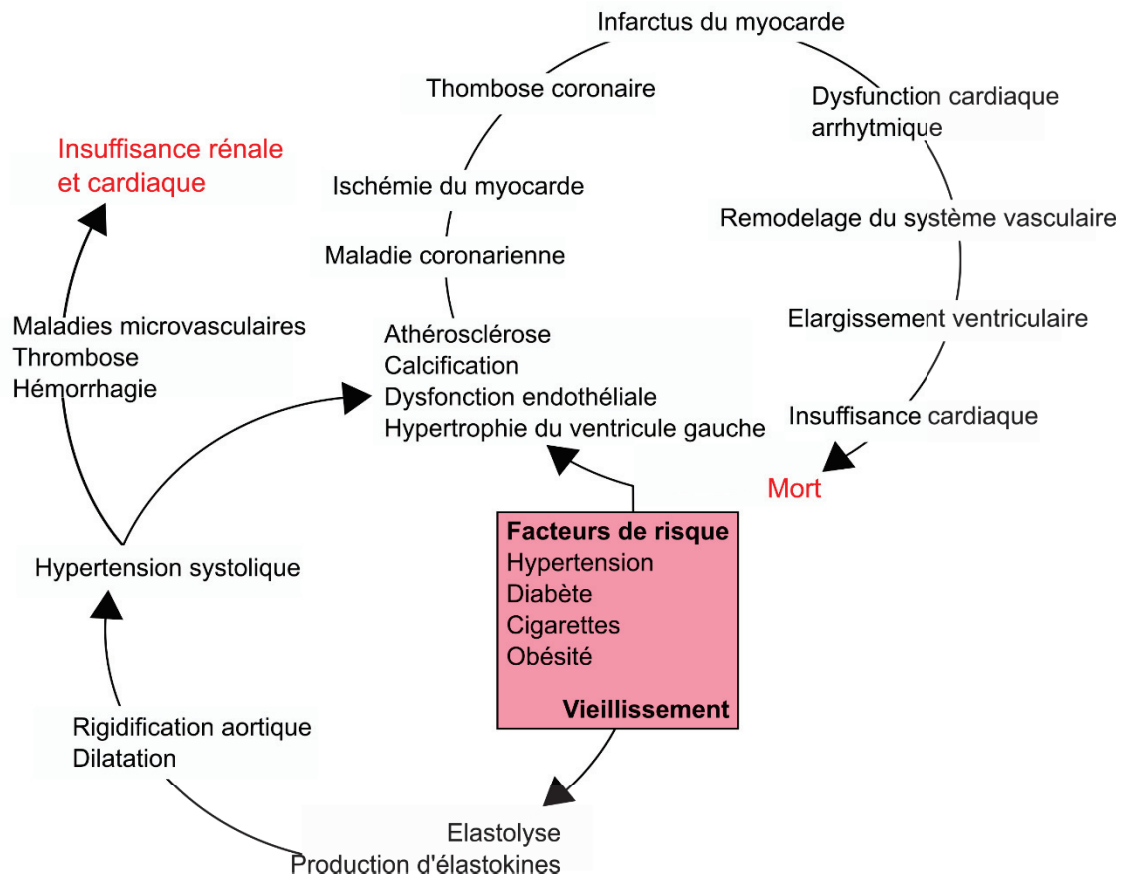 Infarctus du myocarde
Thombose coronaire
Dysfunction cardiaque
arrhytmique
Insuffisance rénale
et cardiaque
Ischémie du myocarde
Remodelage du système vasculaire
Maladie coronarienne
Maladies microvasculaires
Thrombose
Hémorrhagie
Elargissement ventriculaire
Athérosclérose
Calcification
Dysfonction endothéliale
Hypertrophie du ventricule gauche
Insuffisance cardiaque
Mort
Facteurs de risque
Hypertension
Diabète
Cigarettes
Obésité
Vieillissement
Hypertension systolique
Rigidification aortique
Dilatation
Elastolyse
Production d'élastokines